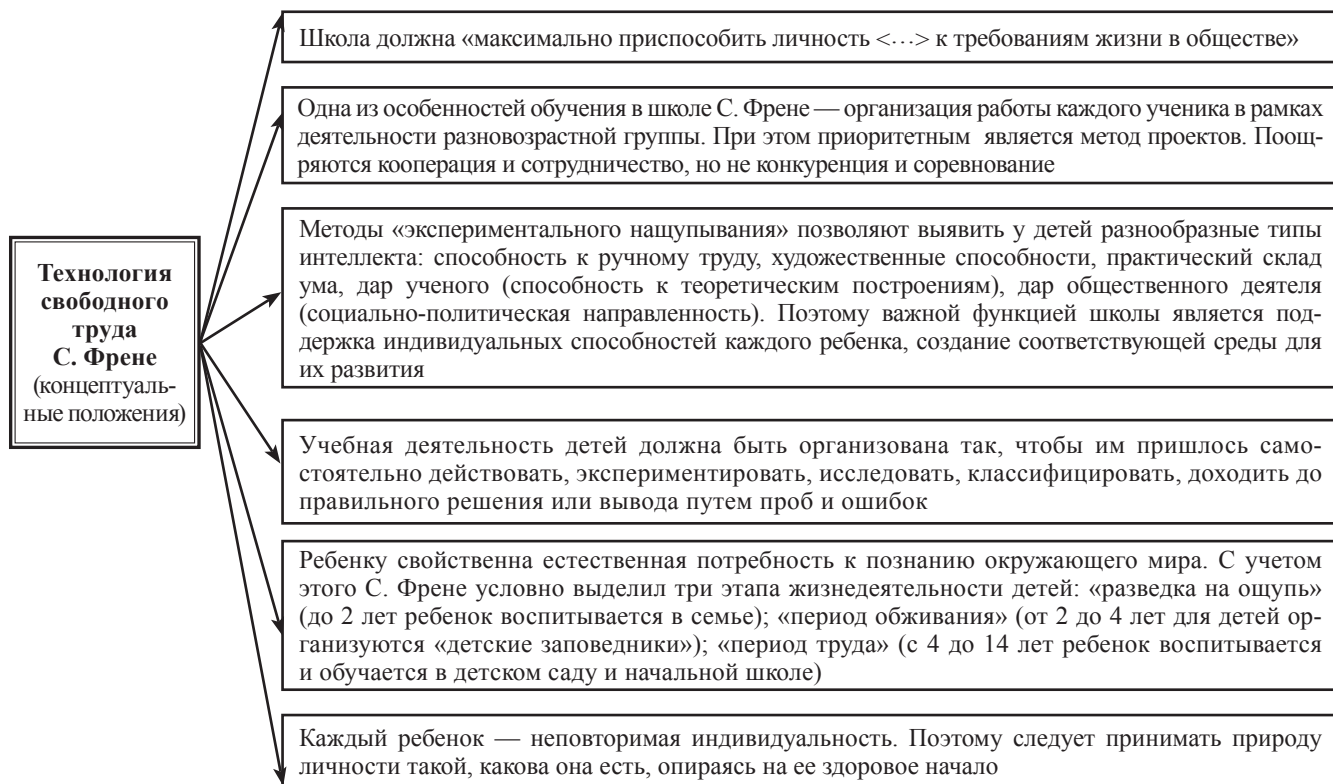 Школа должна «максимально приспособить личность <…> к требованиям жизни в обществе»
Одна из особенностей обучения в школе С. Френе — организация работы каждого ученика в рамках
деятельности разновозрастной группы. При этом приоритетным является метод проектов. Поощ-
ряются кооперация и сотрудничество, но не конкуренция и соревнование
Методы «экспериментального нащупывания» позволяют выявить у детей разнообразные типы
интеллекта: способность к ручному труду, художественные способности, практический склад
ума, дар ученого (способность к теоретическим построениям), дар общественного деятеля
(социально-политическая направленность). Поэтому важной функцией школы является под-
держка индивидуальных способностей каждого ребенка, создание соответствующей среды для
их развития
Технология
свободного
труда
С. Френе
(концептуаль-
ные положения)
Учебная деятельность детей должна быть организована так, чтобы им пришлось само-
стоятельно действовать, экспериментировать, исследовать, классифицировать, доходить до
правильного решения или вывода путем проб и ошибок
Ребенку свойственна естественная потребность к познанию окружающего мира. С учетом
этого С. Френе условно выделил три этапа жизнедеятельности детей: «разведка на ощупь»
(до 2 лет ребенок воспитывается в семье); «период обживания» (от 2 до 4 лет для детей ор-
ганизуются «детские заповедники»); «период труда» (с 4 до 14 лет ребенок воспитывается
и обучается в детском саду и начальной школе)
Каждый ребенок — неповторимая индивидуальность. Поэтому следует принимать природу
личности такой, какова она есть, опираясь на ее здоровое начало